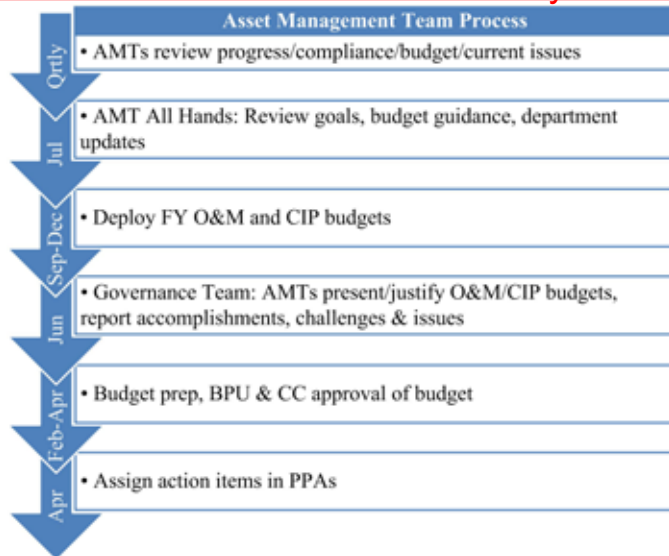 Asset Management Team Process
Qrtly
• AMTs review progress/compliance/budget/current issues
Jul
• AMT All Hands: Review goals, budget guidance, department
updates
Sep-Dec
• Deploy FY O&M and CIP budgets
Jun
• Governance Team: AMTs present/justify O&M/CIP budgets,
report accomplishments, challenges & issues
Feb-Apr
• Budget prep, BPU & CC approval of budget
Apr
• Assign action items in PPAs